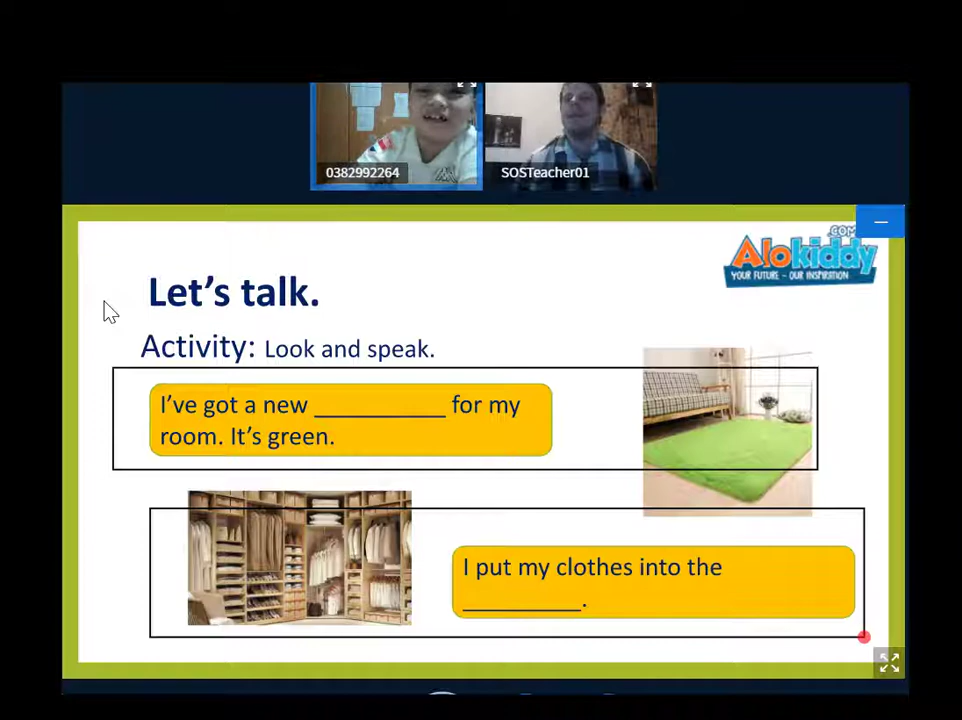 0382992264
SOSTeacher01
.COM
Alokiddy
YOUR FUTURE - OUR INSPIRATION
Let's talk.
Activity: Look and speak.
I've got a new ___________ for my
room. It's green.
I put my clothes into the
__________.